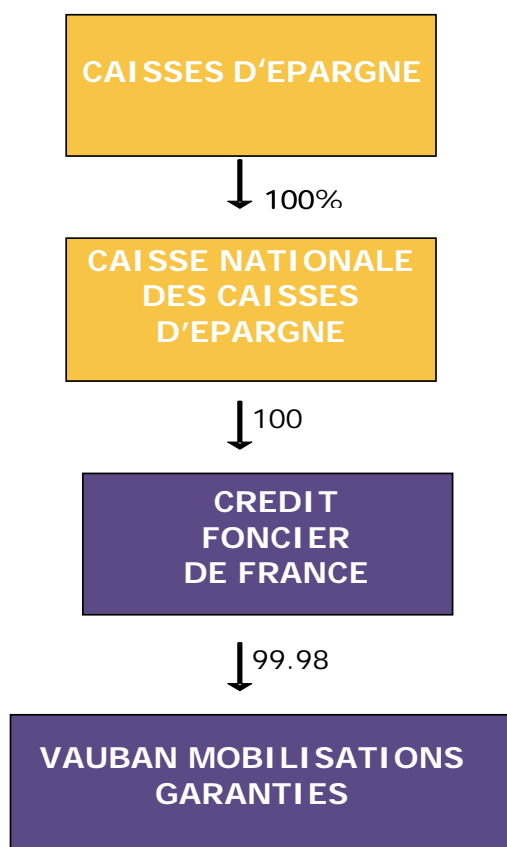 CAISSES D‘EPARGNE
100%
CAISSE NATIONALE
DES CAISSES
D’EPARGNE
100
CREDIT
FONCIER
DE FRANCE
99.98
VAUBAN MOBILISATIONS
GARANTIES